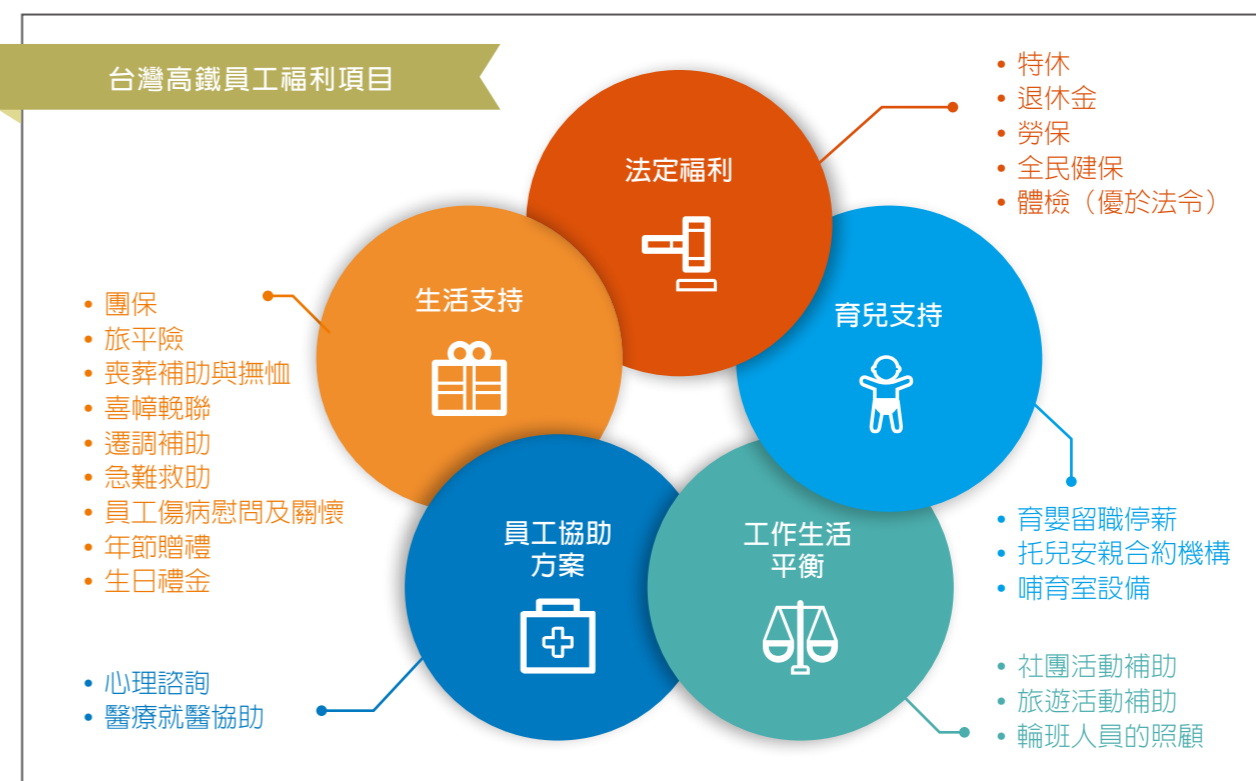 台灣高鐵員工福利項目
法定福利
• 特休
• 退休金
• 勞保
• 全民健保
• 體檢（優於法令）
育兒支持
• 育嬰留職停薪
• 托兒安親合約機構
• 哺育室設備
工作生活
平衡
• 社團活動補助
• 旅遊活動補助
• 輪班人員的照顧
員工協助
方案
• 心理諮詢
• 醫療就醫協助
生活支持
• 團保
• 旅平險
• 喪葬補助與撫恤
• 喜幛輓聯
• 遷調補助
• 急難救助
• 員工傷病慰問及關懷
• 年節贈禮
• 生日禮金